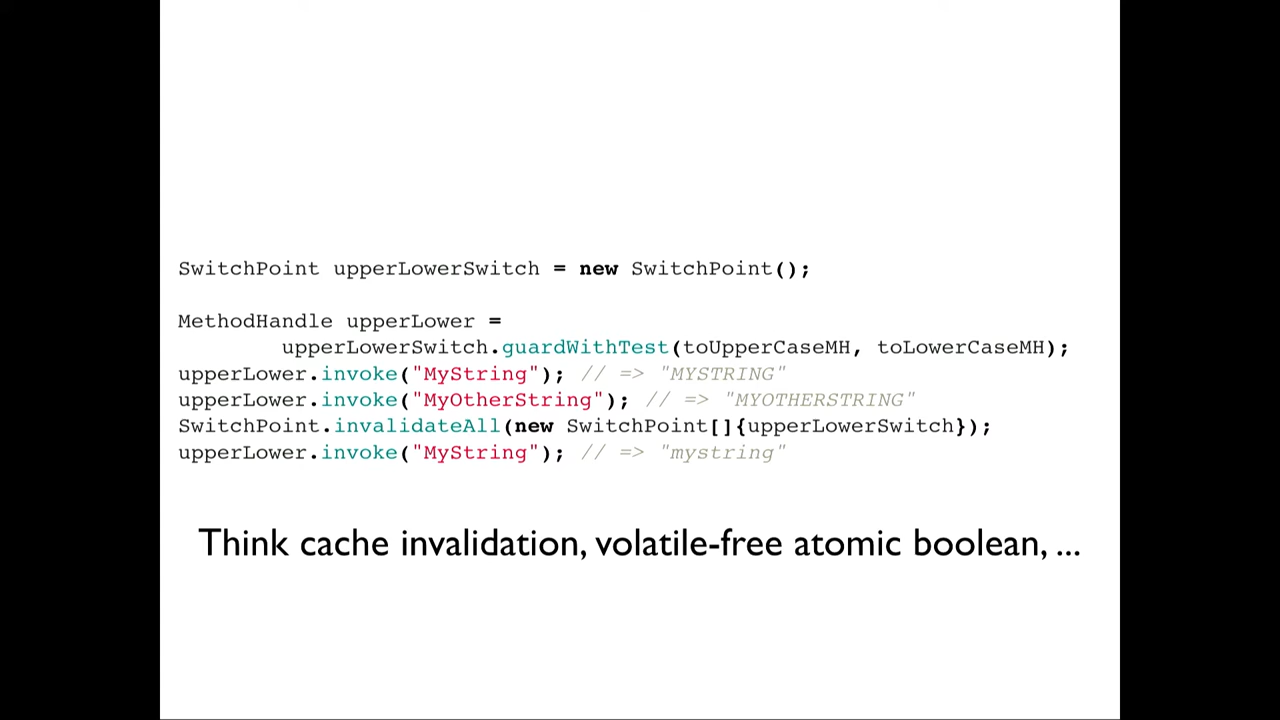 SwitchPoint upperLowerSwitch = new SwitchPoint();
MethodHandle upperLower =
upperLowerSwitch.guardWithTest(toUpperCaseMH, toLowerCaseMH);
upperLower.invoke("MyString"); // => "MYSTRING"
upperLower.invoke("MyOtherString"); // => "MYOTHERSTRING"
SwitchPoint.invalidateAll(new SwitchPoint[]{upperLowerSwitch});
upperLower.invoke("MyString"); // => "mystring"
Think cache invalidation, volatile-free atomic boolean, ...